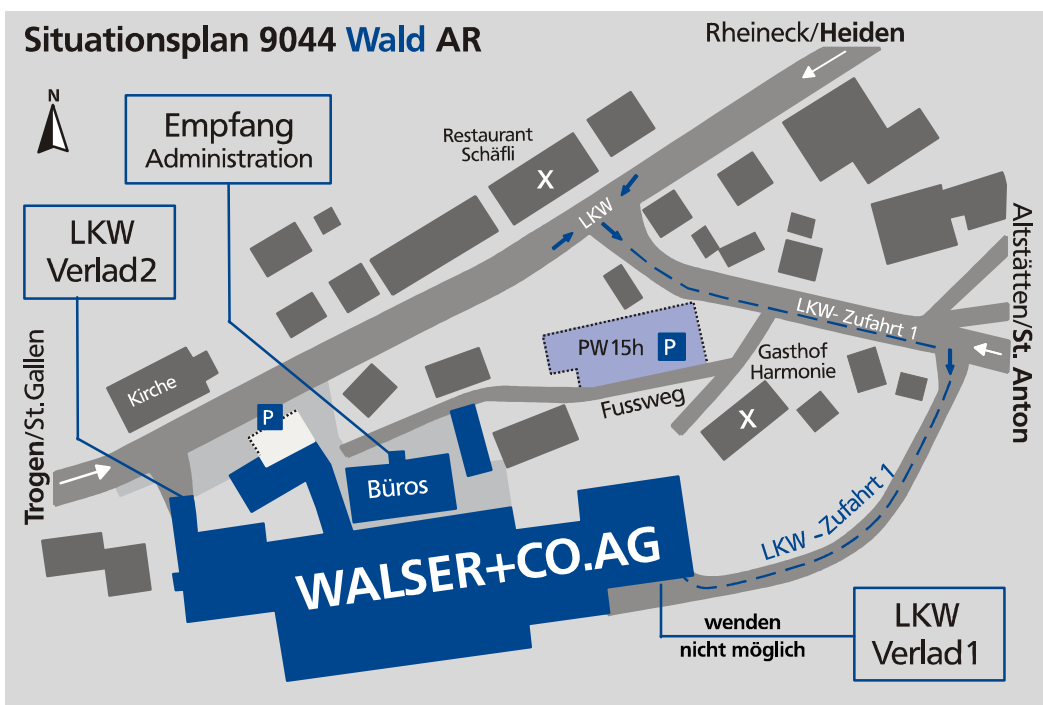 Situationsplan 9044 Wald AR
Rheineck/Heiden
N
Empfang
Administration
Restaurant
Schäfli
X
LKW
LKW
Verlad2
Altstätten/St. Anton
LKW- Zufahrt 1
PW15h P
Gasthof
Harmonie
X
Kirche
Fussweg
P
Trogen/St.Gallen
Büros
LKW -Zufahrt 1
WALSER+CO.AG
wenden
nicht möglich
LKW
Verlad1